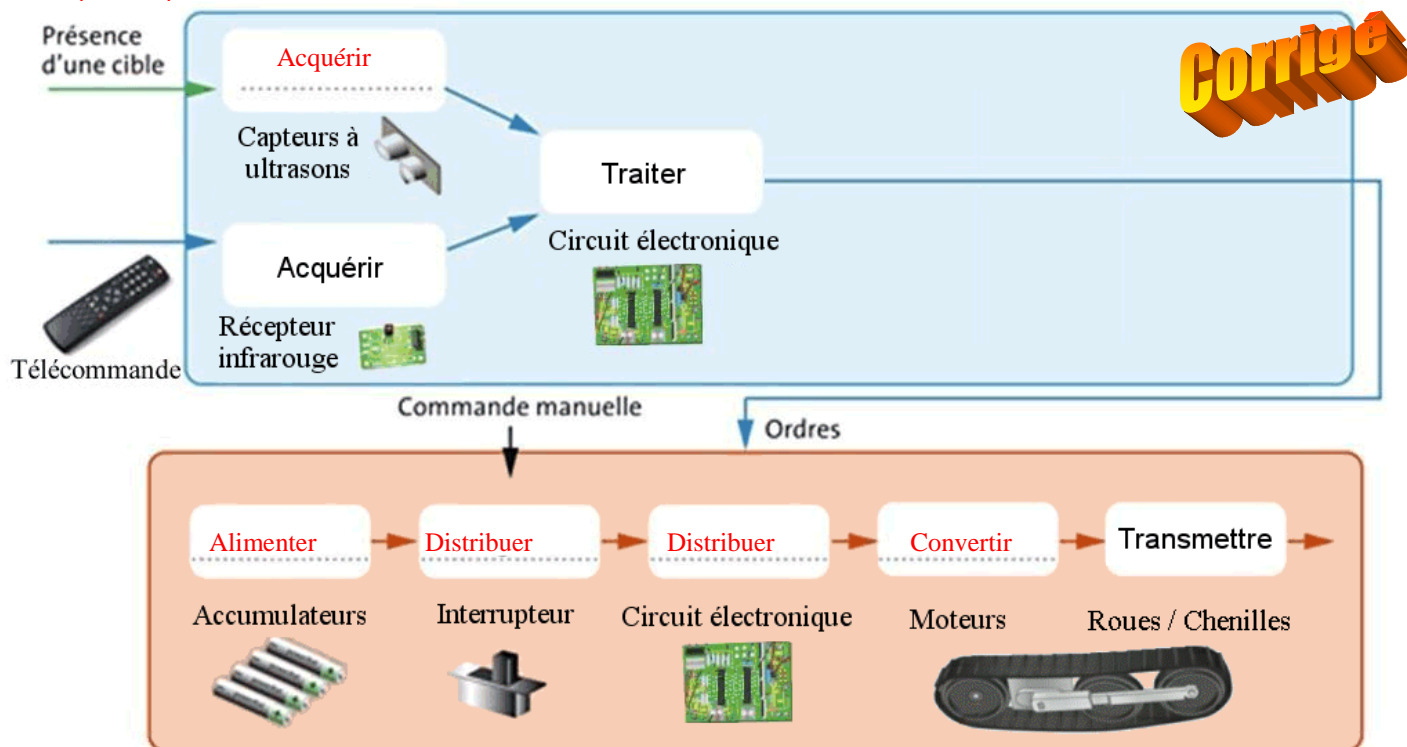 Présence
d'une cible
Acquérir
Corrigé
Capteurs à
ultrasons
Traiter
Circuit électronique
Acquérir
Récepteur
infrarouge
Télécommande
Commande manuelle
Ordres
Alimenter
Distribuer
Distribuer
Convertir
Transmettre
Accumulateurs
Interrupteur
Circuit électronique
Moteurs
Roues / Chenilles